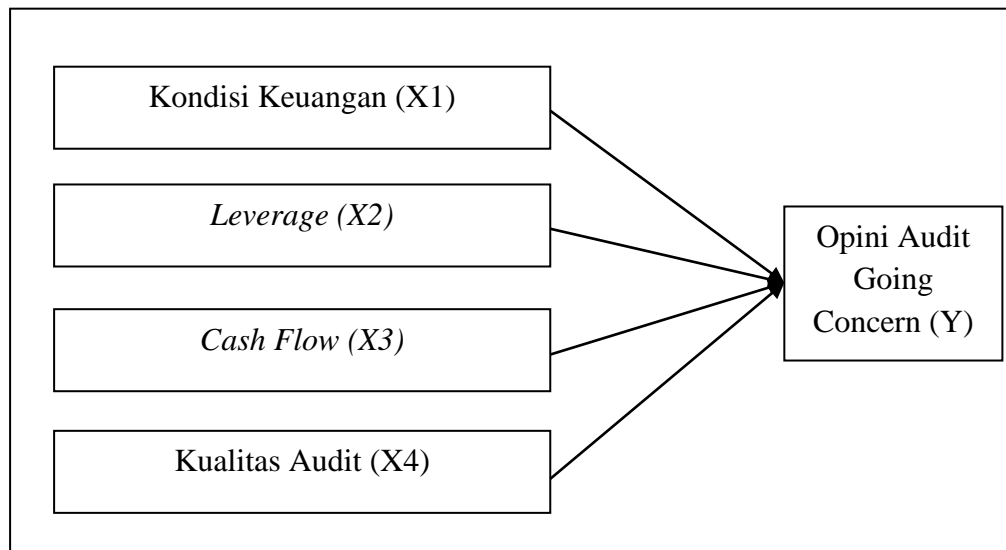 Kondisi Keuangan (X1)
Leverage (X2)
Cash Flow (X3)
Kualitas Audit (X4)
Opini Audit
Going
Concern (Y)